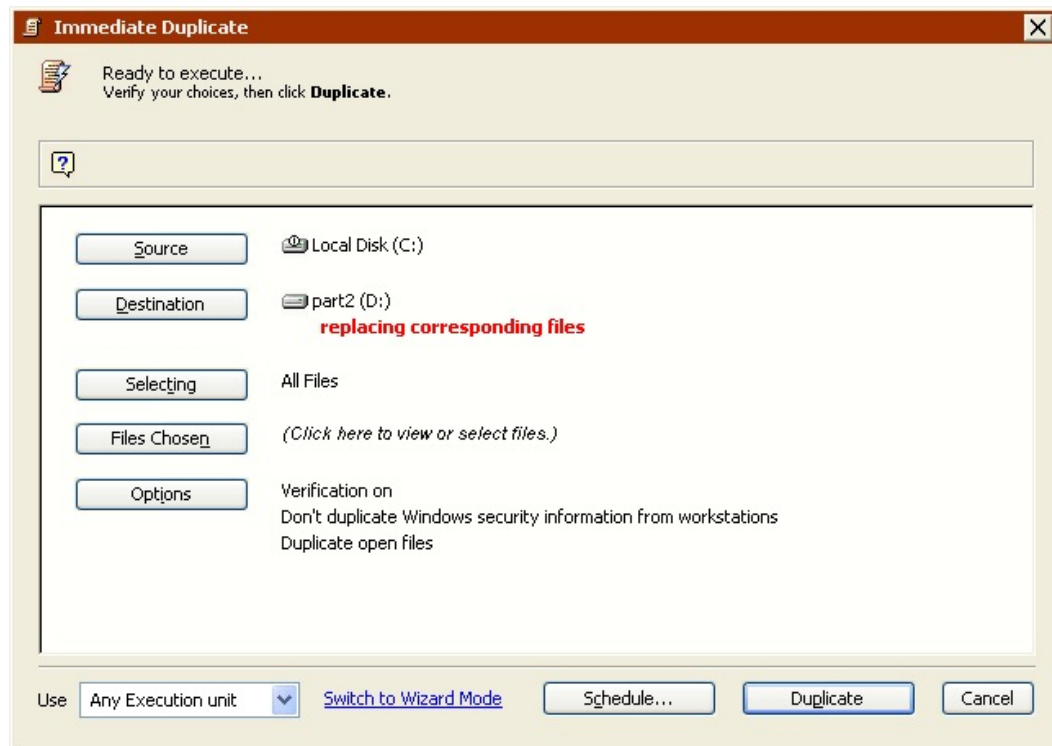 Immediate Duplicate
Ready to execute...
Verify your choices, then click Duplicate.
Source
Local Disk (C:)
Destination
part2 (D:)
replacing corresponding files
Selecting
All Files
Files Chosen
(Click here to view or select files.)
Options
Verification on
Don't duplicate Windows security information from workstations
Duplicate open files
Use
Any Execution unit
Switch to Wizard Mode
Schedule...
Duplicate
Cancel